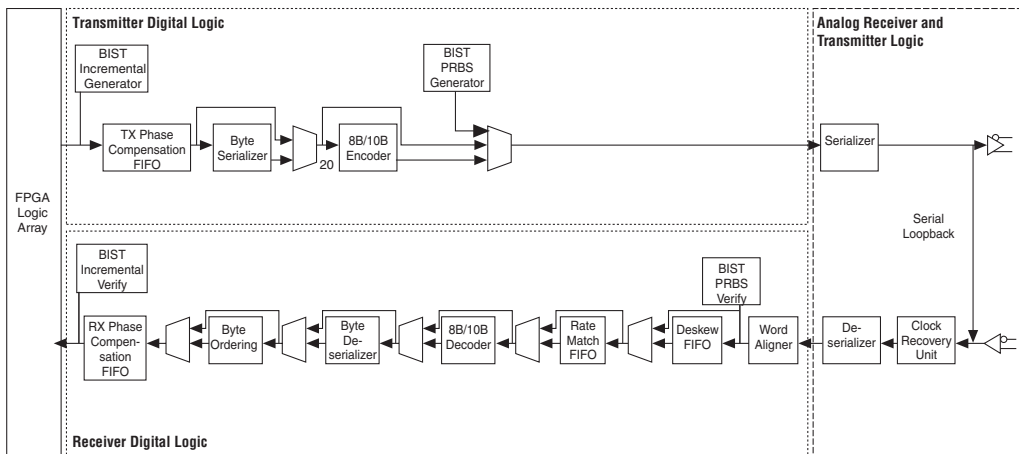 Transmitter Digital Logic
Analog Receiver and
Transmitter Logic
BIST
Incremental
Generator
BIST
PRBS
Generator
TX Phase
Compensation
FIFO
Byte
Serializer
20
8B/10B
Encoder
Serializer
FPGA
Logic
Array
Serial
Loopback
BIST
Incremental
Verify
BIST
PRBS
Verify
RX Phase
Compen-
sation
FIFO
Byte
Ordering
Byte
De-
serializer
8B/10B
Decoder
Rate
Match
FIFO
Deskew
FIFO
Word
Aligner
De-
serializer
Clock
Recovery
Unit
Receiver Digital Logic